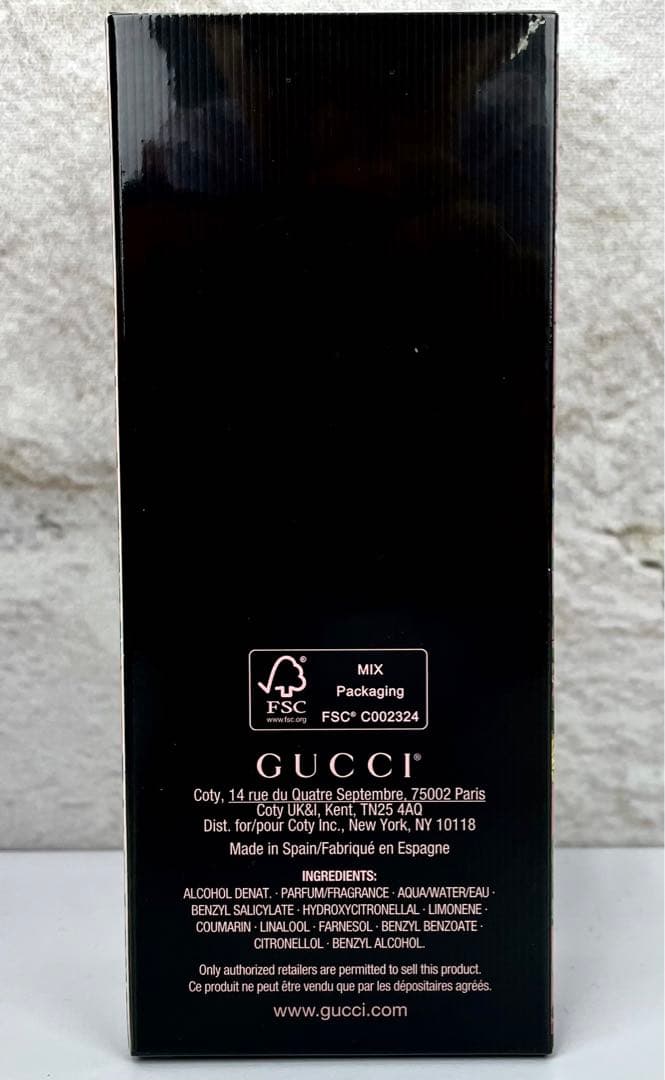 MIX
Packaging
FSC® C002324
FSC®
www.fsc.org
GUCCI®
Coty, 14 rue du Quatre Septembre, 75002 Paris
Coty UK&I, Kent, TN25 4AQ
Dist. for/pour Coty Inc., New York, NY 10118
Made in Spain/Fabriqué en Espagne
INGREDIENTS:
ALCOHOL DENAT. · PARFUM/FRAGRANCE · AQUA/WATER/EAU ·
BENZYL SALICYLATE · HYDROXYCITRONELLAL · LIMONENE ·
COUMARIN · LINALOOL · FARNESOL · BENZYL BENZOATE ·
CITRONELLOL · BENZYL ALCOHOL.
Only authorized retailers are permitted to sell this product.
Ce produit ne peut être vendu que par les dépositaires agréés.
www.gucci.com